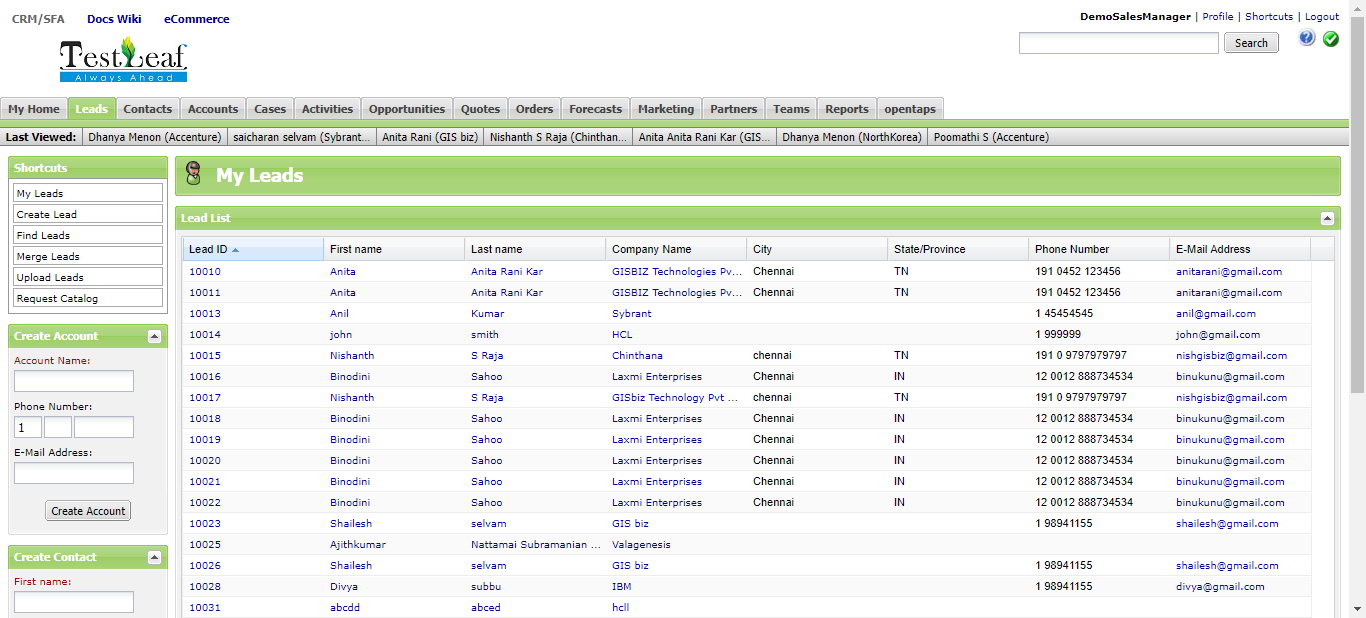 CRM/SFA Docs Wiki eCommerce
DemoSalesManager | Profile | Shortcuts | Logout
TestLeaf
Always Ahead
Search
?
My Home Leads Contacts Accounts Cases Activities Opportunities Quotes Orders Forecasts Marketing Partners Teams Reports opentaps
Last Viewed: Dhanya Menon (Accenture) saicharan selvam (Sybrant... Anita Rani (GIS biz) Nishanth S Raja (Chinthan... Anita Anita Rani Kar (GIS... Dhanya Menon (NorthKorea) Poomathi S (Accenture)
Shortcuts
My Leads
Create Lead
Find Leads
Merge Leads
Upload Leads
Request Catalog
Create Account
Account Name:
Phone Number:
1
E-Mail Address:
Create Account
Create Contact
First name:
My Leads
Lead List
Lead ID First name Last name Company Name City State/Province Phone Number E-Mail Address
10010 Anita Anita Rani Kar GISBIZ Technologies Pv... Chennai TN 191 0452 123456 anitarani@gmail.com
10011 Anita Anita Rani Kar GISBIZ Technologies Pv... Chennai TN 191 0452 123456 anitarani@gmail.com
10013 Anil Kumar Sybrant 1 45454545 anil@gmail.com
10014 john smith HCL 1 999999 john@gmail.com
10015 Nishanth S Raja Chinthana chennai TN 191 0 9797979797 nishgisbiz@gmail.com
10016 Binodini Sahoo Laxmi Enterprises Chennai IN 12 0012 888734534 binukunu@gmail.com
10017 Nishanth S Raja GISbiz Technology Pvt ... chennai TN 191 0 9797979797 nishgisbiz@gmail.com
10018 Binodini Sahoo Laxmi Enterprises Chennai IN 12 0012 888734534 binukunu@gmail.com
10019 Binodini Sahoo Laxmi Enterprises Chennai IN 12 0012 888734534 binukunu@gmail.com
10020 Binodini Sahoo Laxmi Enterprises Chennai IN 12 0012 888734534 binukunu@gmail.com
10021 Binodini Sahoo Laxmi Enterprises Chennai IN 12 0012 888734534 binukunu@gmail.com
10022 Binodini Sahoo Laxmi Enterprises Chennai IN 12 0012 888734534 binukunu@gmail.com
10023 Shailesh selvam GIS biz 1 98941155 shailesh@gmail.com
10025 Ajithkumar Nattamai Subramanian ... Valagenesis
10026 Shailesh selvam GIS biz 1 98941155 shailesh@gmail.com
10028 Divya subbu IBM 1 98941155 divya@gmail.com
10031 abcdd abced hcll